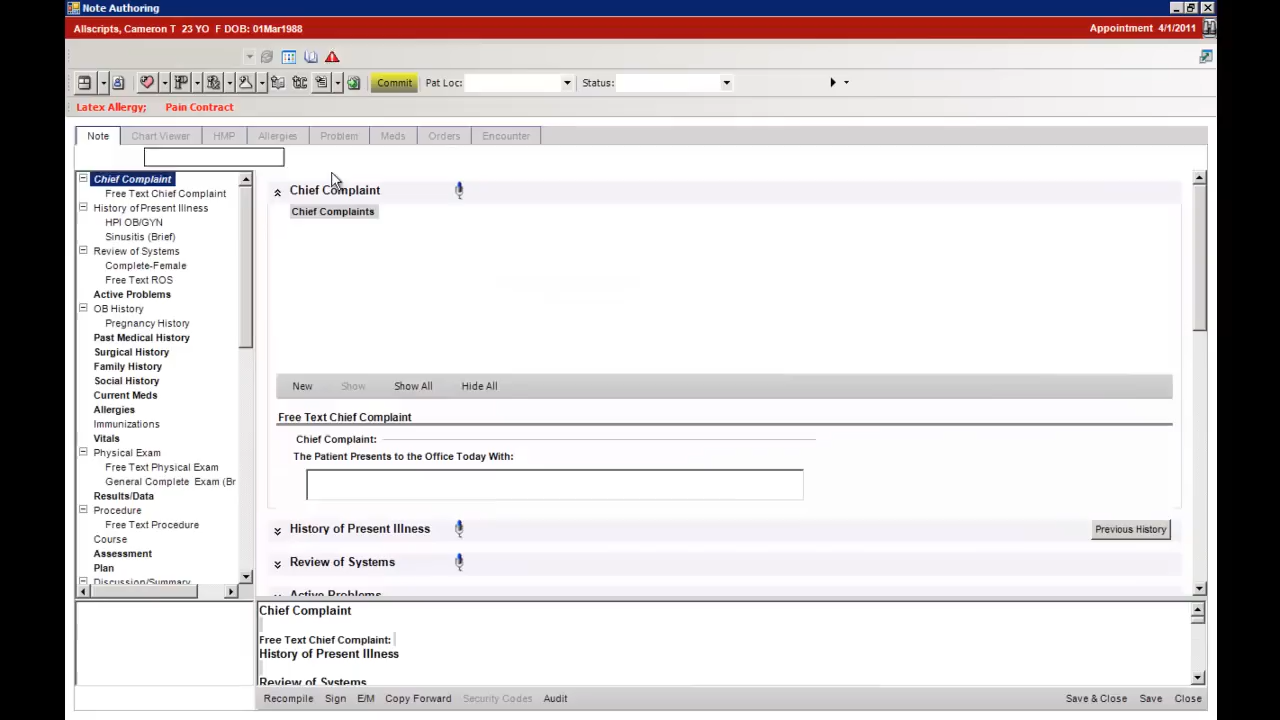 Note Authoring
Allscripts, Cameron T 23 YO F DOB: 01Mar1988
Appointment 4/1/2011
Commit Pat Loc: Status:
Latex Allergy; Pain Contract
Note Chart Viewer HMP Allergies Problem Meds Orders Encounter
Chief Complaint
Free Text Chief Complaint
History of Present Illness
HPI OB/GYN
Sinusitis (Brief)
Review of Systems
Complete-Female
Free Text ROS
Active Problems
OB History
Pregnancy History
Past Medical History
Surgical History
Family History
Social History
Current Meds
Allergies
Immunizations
Vitals
Physical Exam
Free Text Physical Exam
General Complete Exam (Br
Results/Data
Procedure
Free Text Procedure
Course
Assessment
Plan
Discussion/Summary
Chief Complaint
Chief Complaints
New Show Show All Hide All
Free Text Chief Complaint
Chief Complaint:
The Patient Presents to the Office Today With:
History of Present Illness
Previous History
Review of Systems
Active Problems
Chief Complaint
Free Text Chief Complaint:
History of Present Illness
Review of Systems
Recompile Sign E/M Copy Forward Security Codes Audit Save & Close Save Close